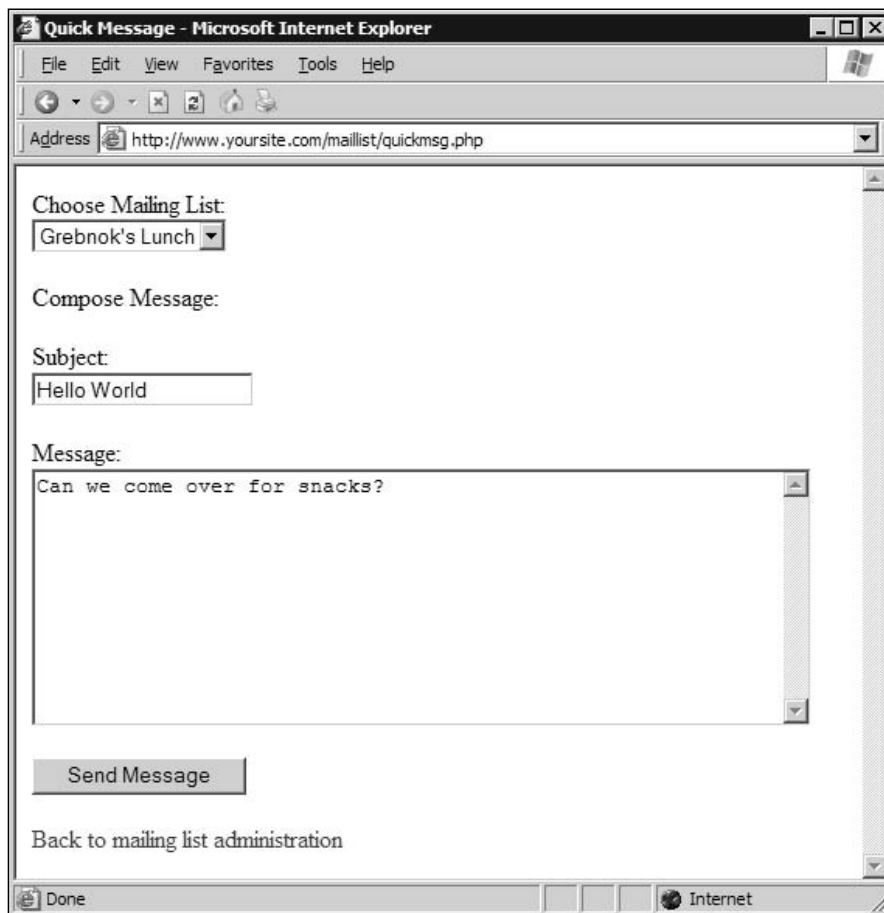 Quick Message - Microsoft Internet Explorer
File Edit View Favorites Tools Help
Address http://www.yoursite.com/maillist/quickmsg.php
Choose Mailing List:
Grebnok's Lunch
Compose Message:
Subject:
Hello World
Message:
Can we come over for snacks?
Send Message
Back to mailing list administration
Done Internet